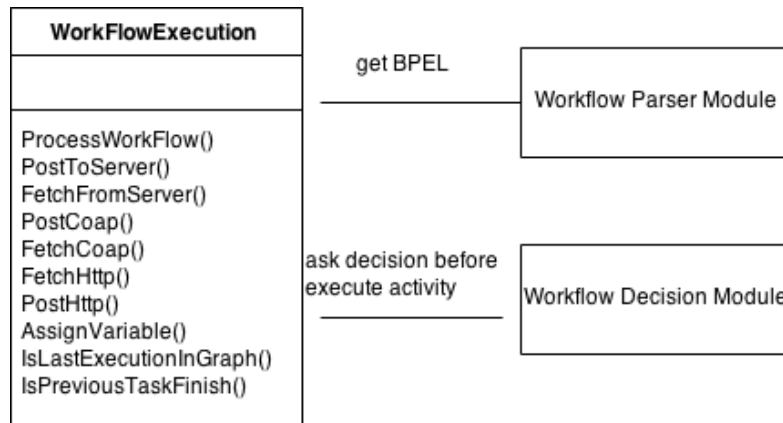 WorkFlowExecution
get BPEL
Workflow Parser Module
ProcessWorkFlow()
PostToServer()
FetchFromServer()
PostCoap()
FetchCoap()
FetchHttp()
PostHttp()
AssignVariable()
IsLastExecutionInGraph()
IsPreviousTaskFinish()
ask decision before
execute activity
Workflow Decision Module